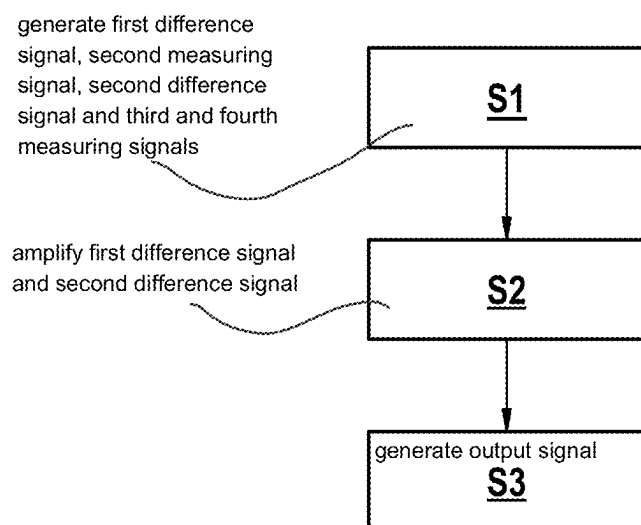 generate first difference
signal, second measuring
signal, second difference
signal and third and fourth
measuring signals
S1
amplify first difference signal
and second difference signal
S2
generate output signal
S3